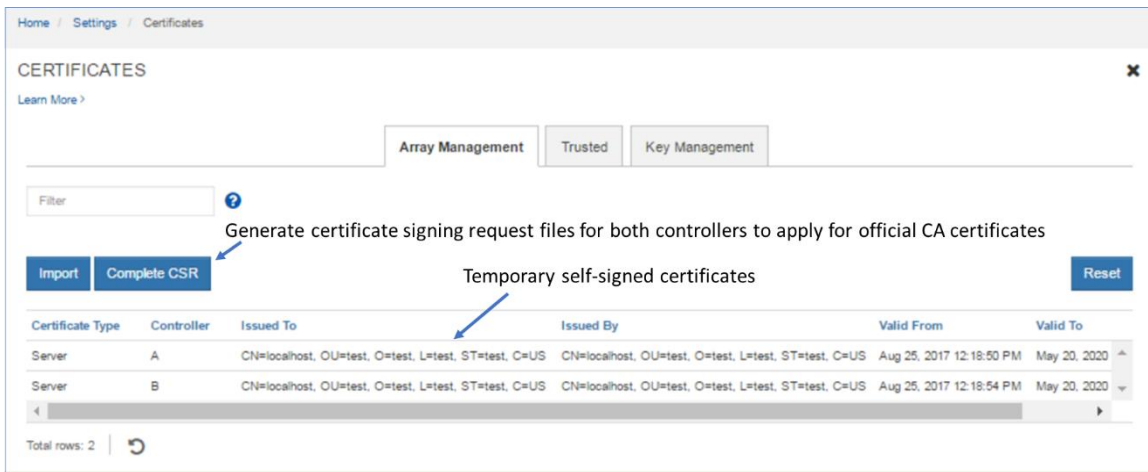 Home / Settings / Certificates
CERTIFICATES
Learn More >
Array Management Trusted Key Management
Filter ?
Generate certificate signing request files for both controllers to apply for official CA certificates
Import Complete CSR Temporary self-signed certificates Reset
Certificate Type Controller Issued To Issued By Valid From Valid To
Server A CN=localhost, OU=test, O=test, L=test, ST=test, C=US CN=localhost, OU=test, O=test, L=test, ST=test, C=US Aug 25, 2017 12:18:50 PM May 20, 2020
Server B CN=localhost, OU=test, O=test, L=test, ST=test, C=US CN=localhost, OU=test, O=test, L=test, ST=test, C=US Aug 25, 2017 12:18:54 PM May 20, 2020
Total rows: 2